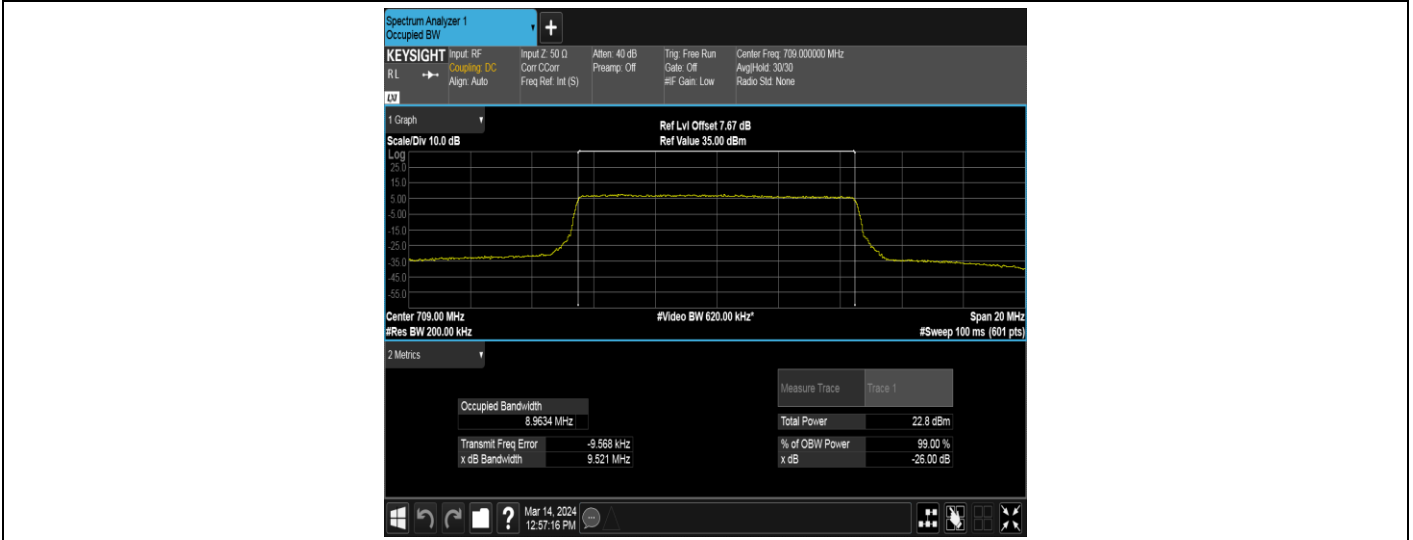 Spectrum Analyzer 1
Occupied BW
+
KEYSIGHT
RL
LXI
Input: RF
Coupling: DC
Align: Auto
Input Z: 50 Ω
Corr CCorr
Freq Ref: Int (S)
Atten: 40 dB
Preamp: Off
Trig: Free Run
Gate: Off
#IF Gain: Low
Center Freq: 709.000000 MHz
Avg|Hold: 30/30
Radio Std: None
1 Graph
Scale/Div 10.0 dB
Ref Lvl Offset 7.67 dB
Ref Value 35.00 dBm
Log
25.0
15.0
5.00
-5.00
-15.0
-25.0
-35.0
-45.0
-55.0
Center 709.00 MHz
#Res BW 200.00 kHz
#Video BW 620.00 kHz*
Span 20 MHz
#Sweep 100 ms (601 pts)
2 Metrics
Measure Trace Trace 1
Occupied Bandwidth
8.9634 MHz
Total Power 22.8 dBm
Transmit Freq Error -9.568 kHz
x dB Bandwidth 9.521 MHz
% of OBW Power 99.00 %
x dB -26.00 dB
?
Mar 14, 2024
12:57:16 PM